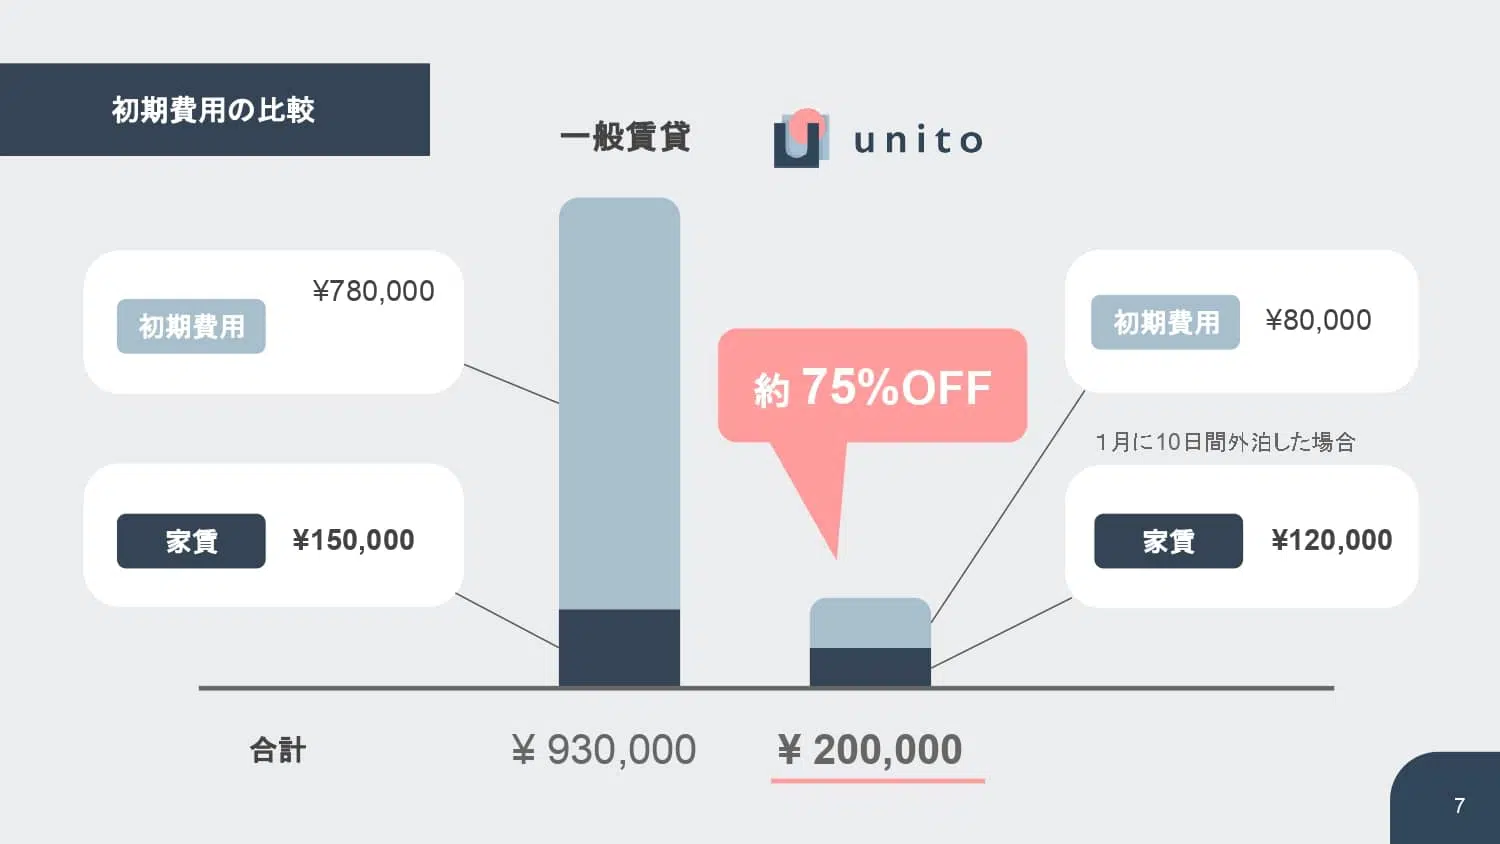 初期費用の比較
一般賃貸
unito
¥780,000
初期費用
初期費用
¥80,000
約 75%OFF
1月に10日間外泊した場合
家賃
¥150,000
家賃
¥120,000
合計
¥ 930,000
¥ 200,000
7